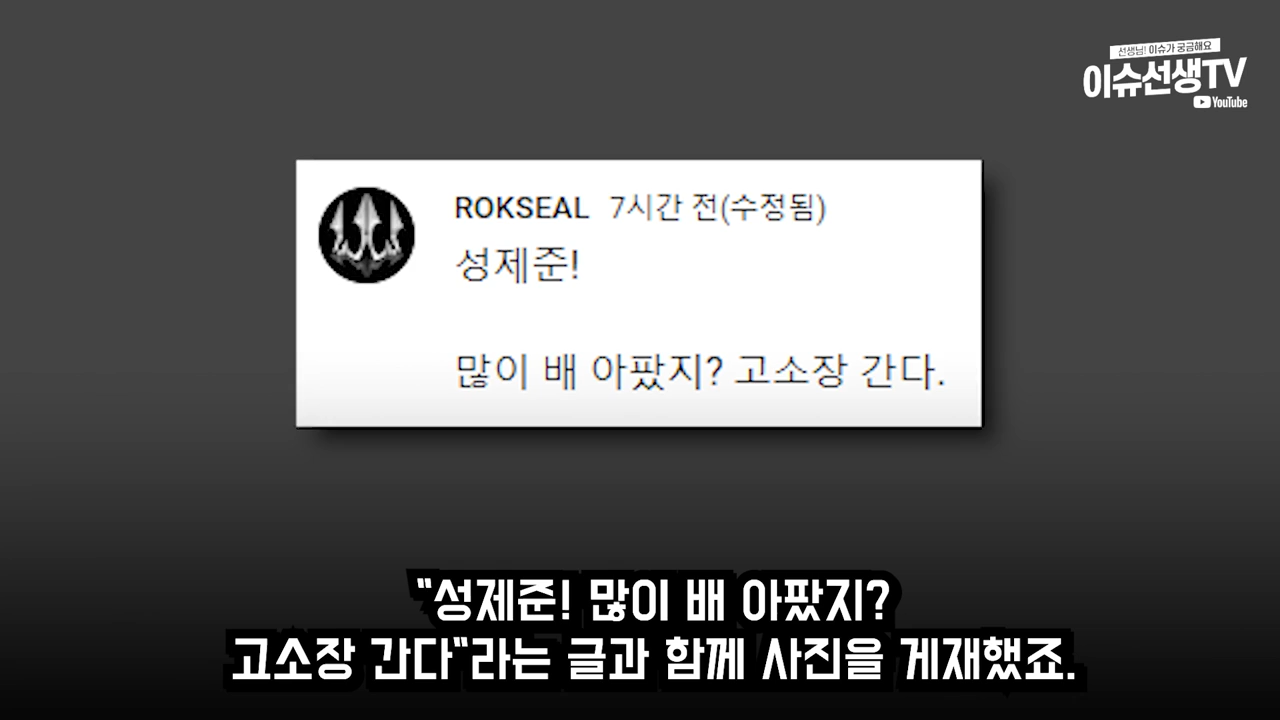 선생님! 이슈가 궁금해요
이슈선생TV
YouTube
ROKSEAL 7시간 전(수정됨)
성제준!
많이 배 아팠지? 고소장 간다.
"성제준! 많이 배 아팠지?
고소장 간다"라는 글과 함께 사진을 게재했죠.